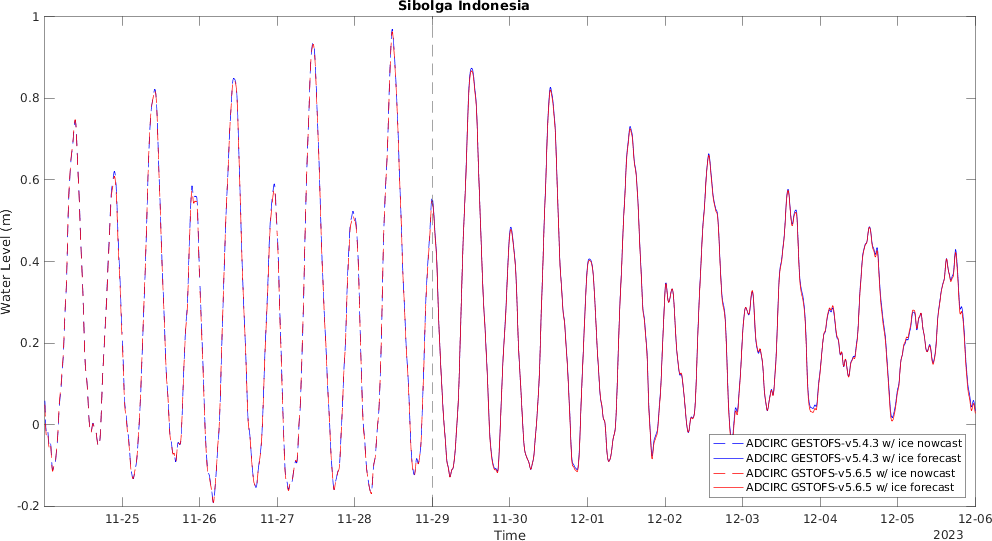 Sibolga Indonesia
1
0.8
0.6
0.4
0.2
0
-0.2
Water Level (m)
11-25 11-26 11-27 11-28 11-29 11-30 12-01 12-02 12-03 12-04 12-05 12-06
Time
2023
ADCIRC GESTOFS-v5.4.3 w/ ice nowcast
ADCIRC GESTOFS-v5.4.3 w/ ice forecast
ADCIRC GSTOFS-v5.6.5 w/ ice nowcast
ADCIRC GSTOFS-v5.6.5 w/ ice forecast